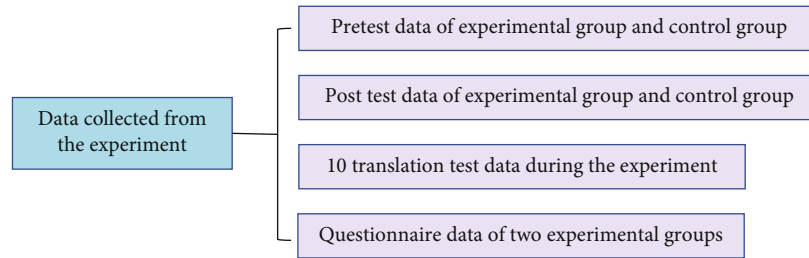 Pretest data of experimental group and control group
Post test data of experimental group and control group
Data collected from
the experiment
10 translation test data during the experiment
Questionnaire data of two experimental groups